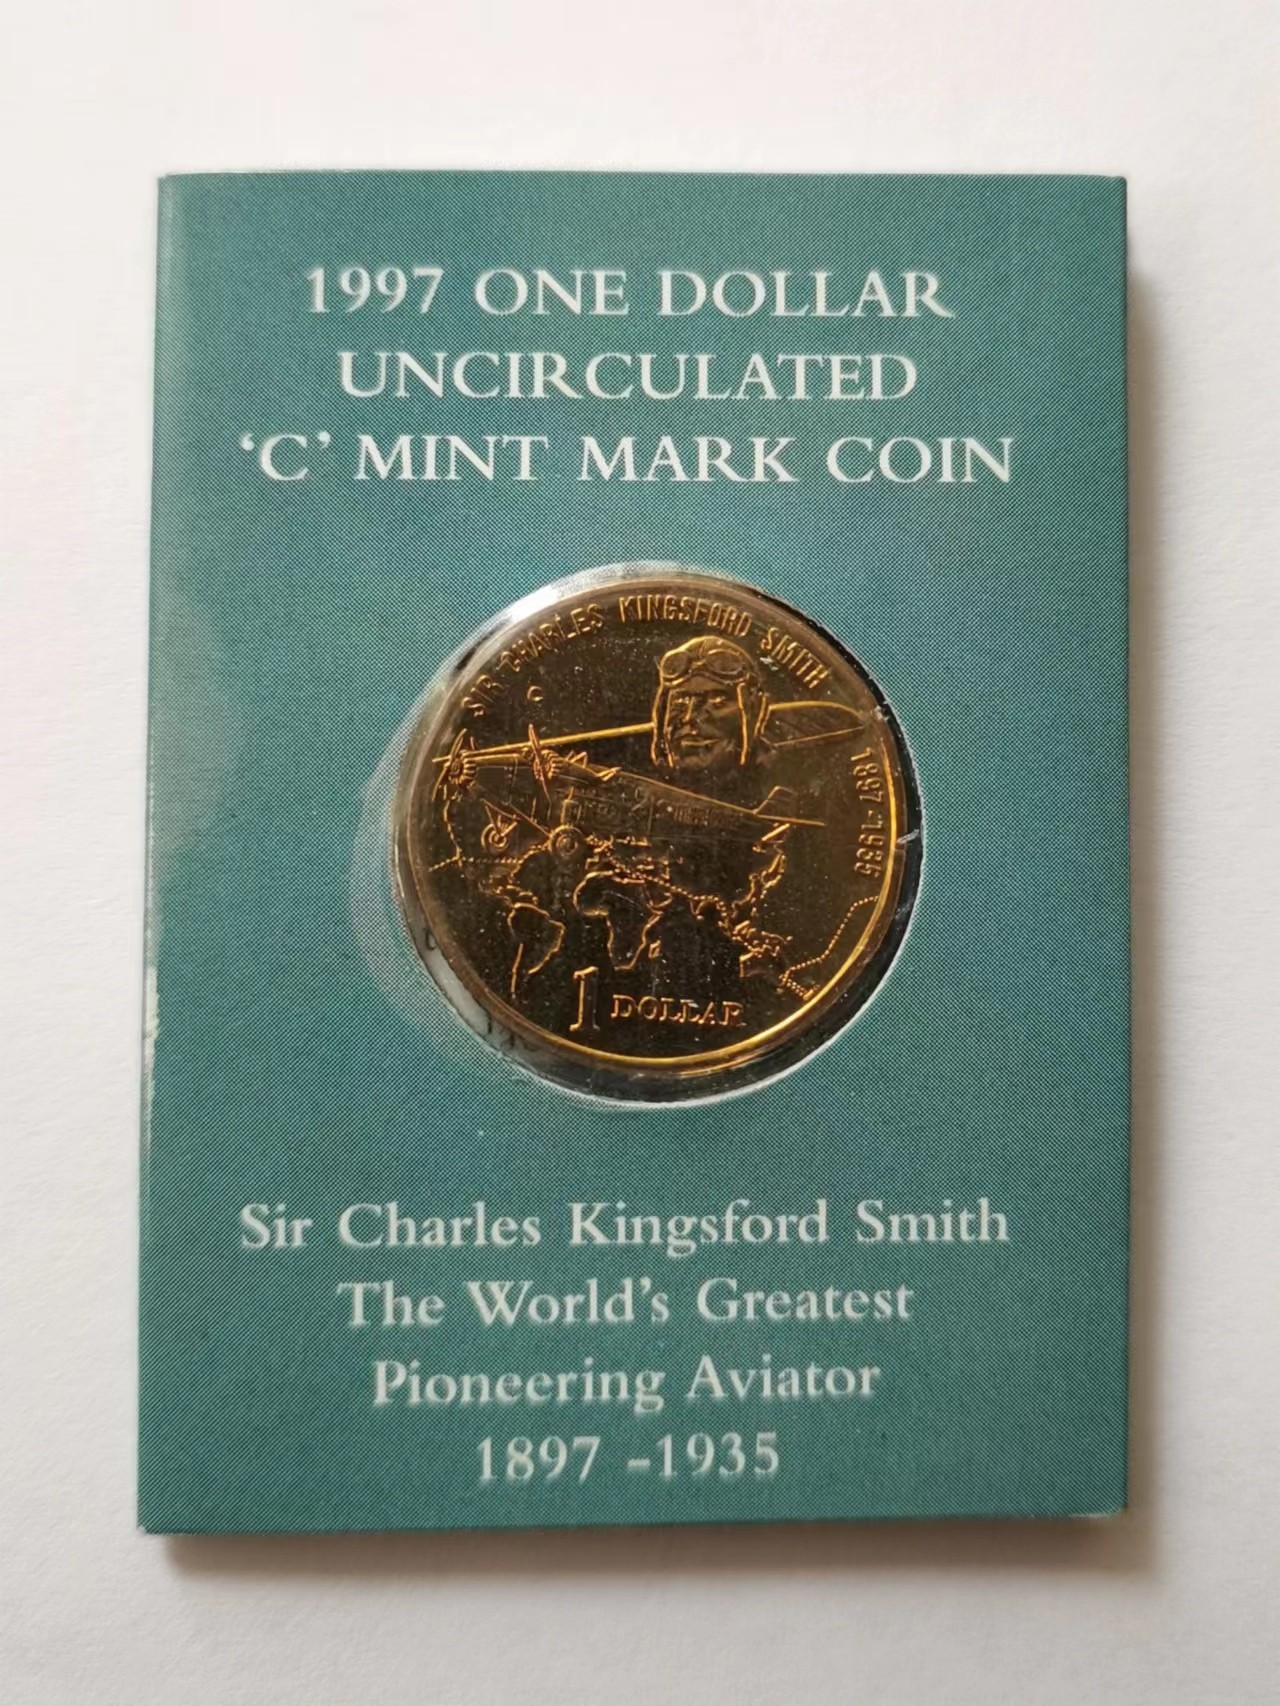 1997 ONE DOLLAR
UNCIRCULATED
‘C’ MINT MARK COIN
SIR CHARLES KINGSFORD SMITH
C
1897-1935
1 DOLLAR
Sir Charles Kingsford Smith
The World’s Greatest
Pioneering Aviator
1897 -1935